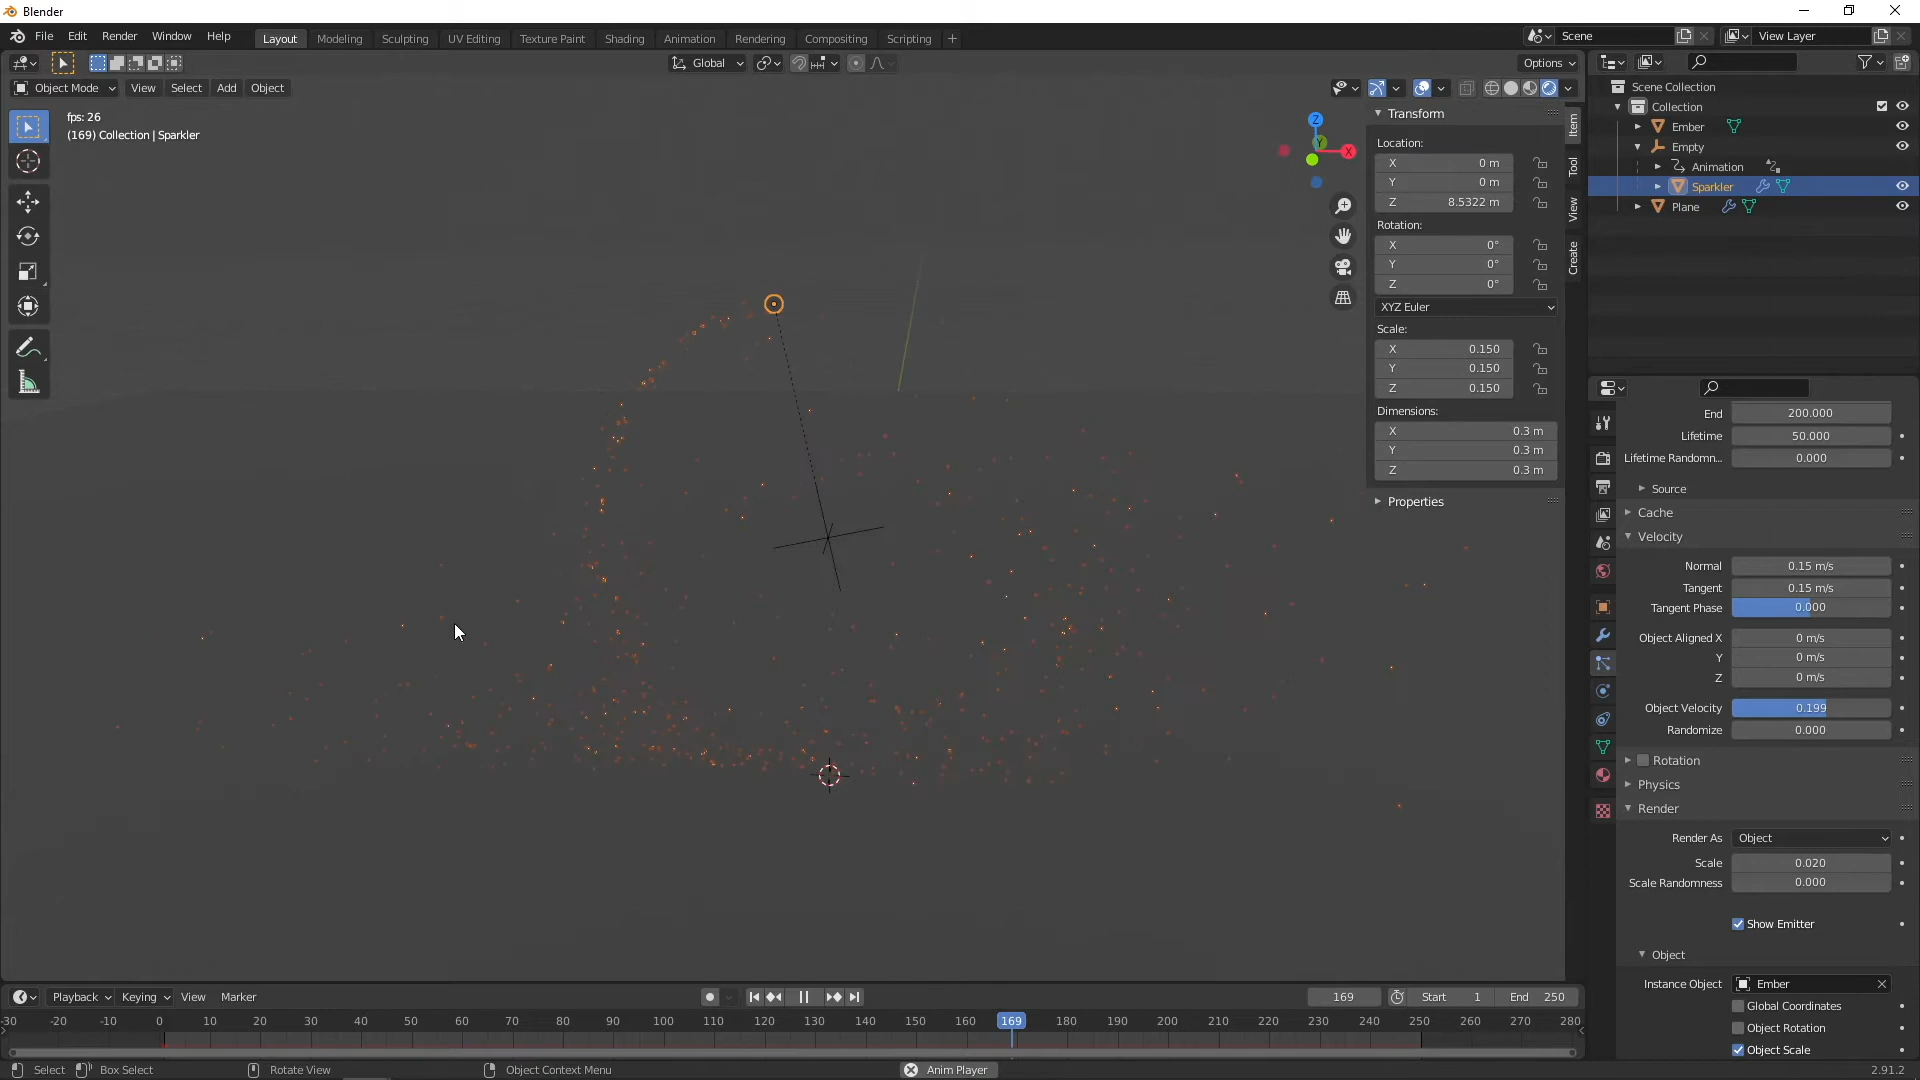 Blender
File Edit Render Window Help
Layout Modeling Sculpting UV Editing Texture Paint Shading Animation Rendering Compositing Scripting +
Scene
View Layer
Global
Options
Object Mode View Select Add Object
fps: 26
(169) Collection | Sparkler
Z
Y
X
Item
Tool
View
Create
Transform
Location:
X 0 m
Y 0 m
Z 8.5322 m
Rotation:
X 0°
Y 0°
Z 0°
XYZ Euler
Scale:
X 0.150
Y 0.150
Z 0.150
Dimensions:
X 0.3 m
Y 0.3 m
Z 0.3 m
Properties
Scene Collection
Collection
Ember
Empty
Animation
Sparkler
Plane
End 200.000
Lifetime 50.000
Lifetime Randomn... 0.000
Source
Cache
Velocity
Normal 0.15 m/s
Tangent 0.15 m/s
Tangent Phase 0.000
Object Aligned X 0 m/s
Y 0 m/s
Z 0 m/s
Object Velocity 0.199
Randomize 0.000
Rotation
Physics
Render
Render As Object
Scale 0.020
Scale Randomness 0.000
Show Emitter
Object
Instance Object Ember
Global Coordinates
Object Rotation
Object Scale
Playback Keying View Marker
169
Start 1
End 250
-30 -20 -10 0 10 20 30 40 50 60 70 80 90 100 110 120 130 140 150 160 169 180 190 200 210 220 230 240 250 260 270 280
Select Box Select Rotate View Object Context Menu
Anim Player
2.91.2